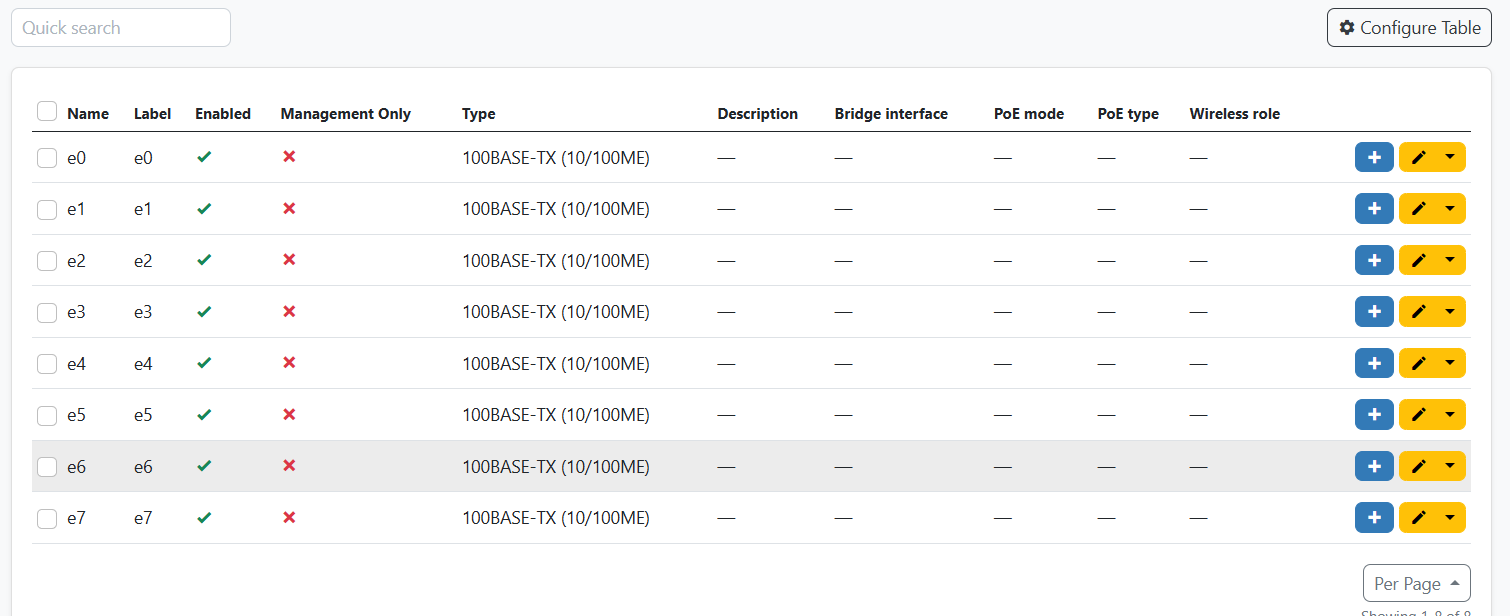 Quick search
Configure Table
Name Label Enabled Management Only Type Description Bridge interface PoE mode PoE type Wireless role
e0 e0 100BASE-TX (10/100ME) — — — — —
e1 e1 100BASE-TX (10/100ME) — — — — —
e2 e2 100BASE-TX (10/100ME) — — — — —
e3 e3 100BASE-TX (10/100ME) — — — — —
e4 e4 100BASE-TX (10/100ME) — — — — —
e5 e5 100BASE-TX (10/100ME) — — — — —
e6 e6 100BASE-TX (10/100ME) — — — — —
e7 e7 100BASE-TX (10/100ME) — — — — —
Per Page
Showing 1-8 of 8